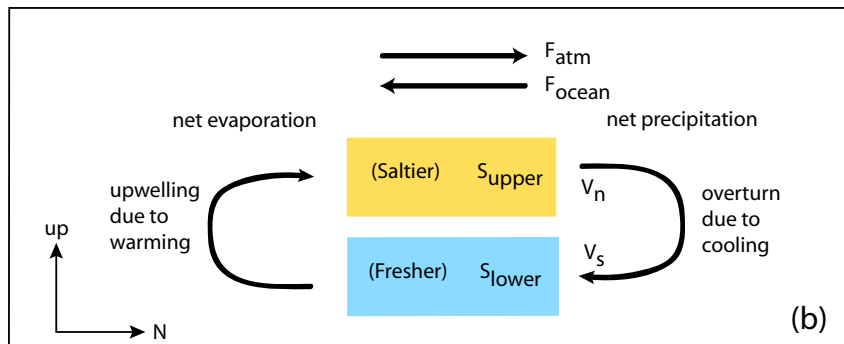 F_atm
F_ocean
net evaporation
net precipitation
(Saltier) S_upper
upwelling
due to
warming
V_n
overturn
due to
cooling
up
V_s
(Fresher) S_lower
N
(b)